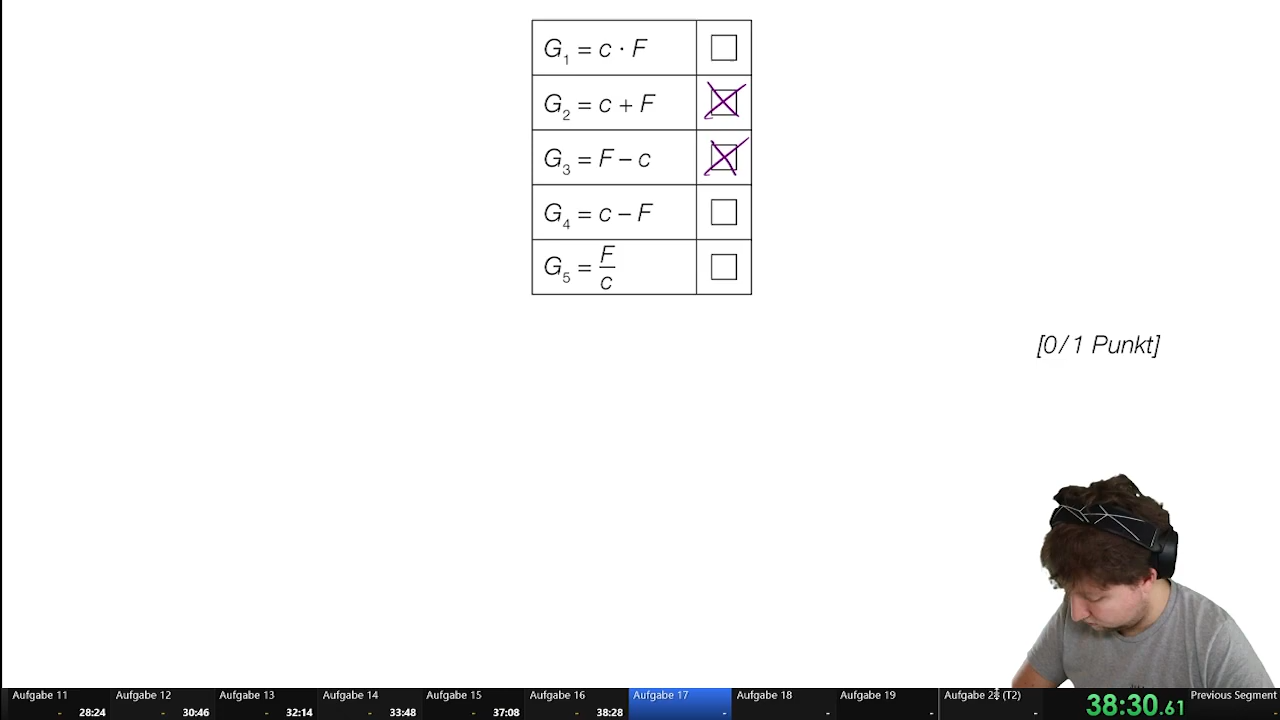 G₁ = c · F
G₂ = c + F
G₃ = F – c
G₄ = c – F
G₅ = F/c
[0/1 Punkt]
Aufgabe 11 Aufgabe 12 Aufgabe 13 Aufgabe 14 Aufgabe 15 Aufgabe 16 Aufgabe 17 Aufgabe 18 Aufgabe 19 (T2) 38:30.61 Previous Segment
- 28:24 - 30:46 - 32:14 - 33:48 - 37:08 - 38:28 - - - - -